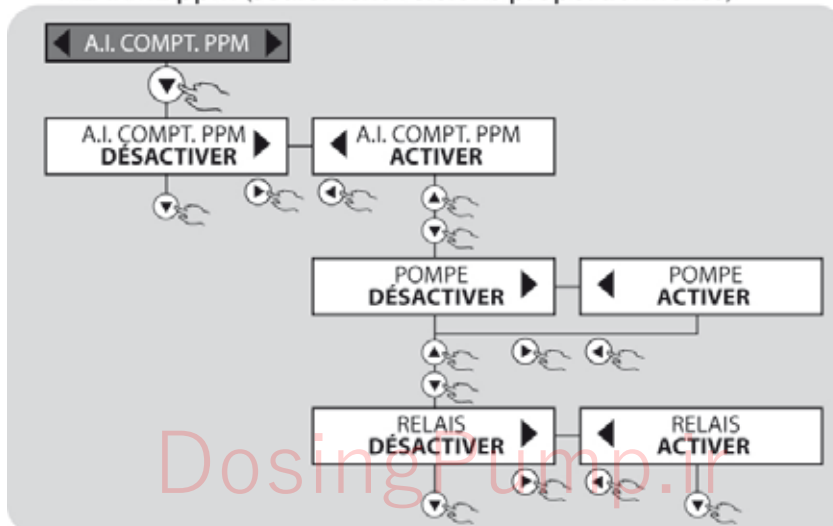 A.I. COMPT. PPM
A.I. COMPT. PPM
DÉSACTIVER
A.I. COMPT. PPM
ACTIVER
POMPE
DÉSACTIVER
POMPE
ACTIVER
RELAIS
DÉSACTIVER
RELAIS
ACTIVER
DosingPump.ir